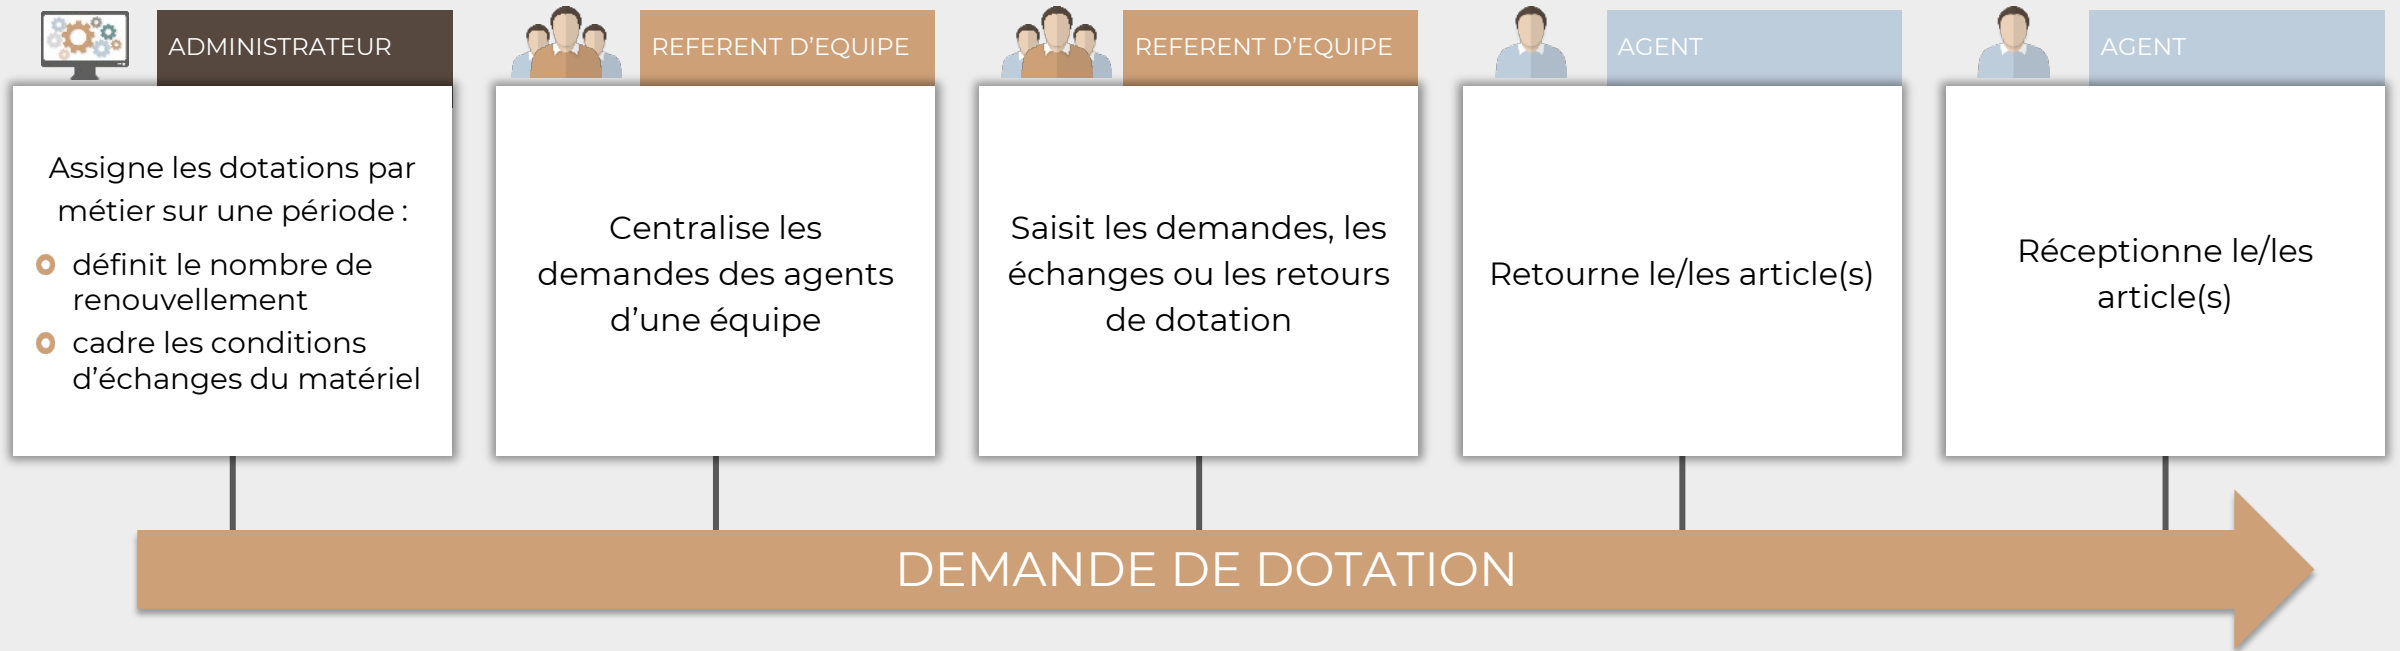 ADMINISTRATEUR
Assigne les dotations par
métier sur une période :
définit le nombre de
renouvellement
cadre les conditions
d’échanges du matériel
REFERENT D’EQUIPE
Centralise les
demandes des agents
d’une équipe
REFERENT D’EQUIPE
Saisit les demandes, les
échanges ou les retours
de dotation
AGENT
Retourne le/les article(s)
AGENT
Réceptionne le/les
article(s)
DEMANDE DE DOTATION